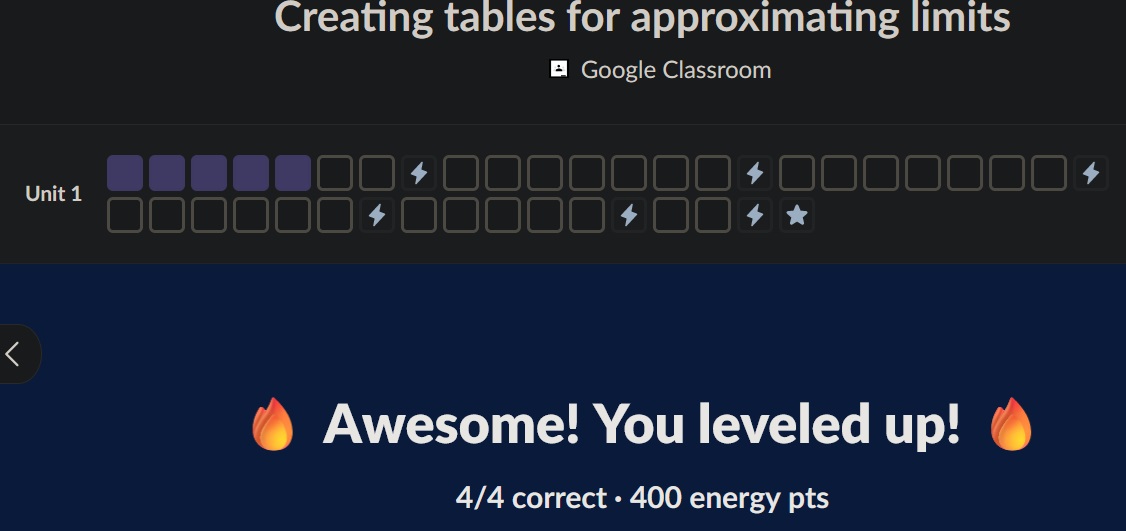 Creating tables for approximating limits
Google Classroom
Unit 1
Awesome! You leveled up!
4/4 correct · 400 energy pts